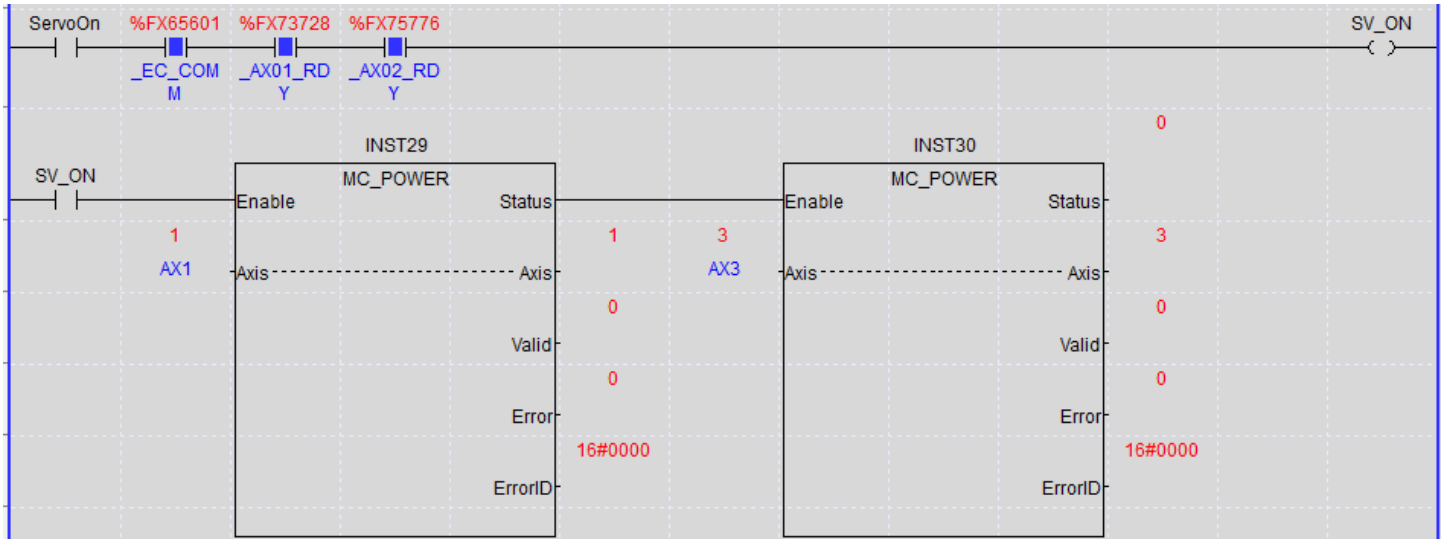 ServoOn %FX65601 %FX73728 %FX75776 SV_ON
_EC_COM _AX01_RD _AX02_RD
M Y Y
0
INST29 INST30
SV_ON MC_POWER MC_POWER
Enable Status Enable Status
1 1 3 3
AX1 Axis Axis AX3 Axis Axis
0 0
Valid Valid
0 0
Error Error
16#0000 16#0000
ErrorID ErrorID